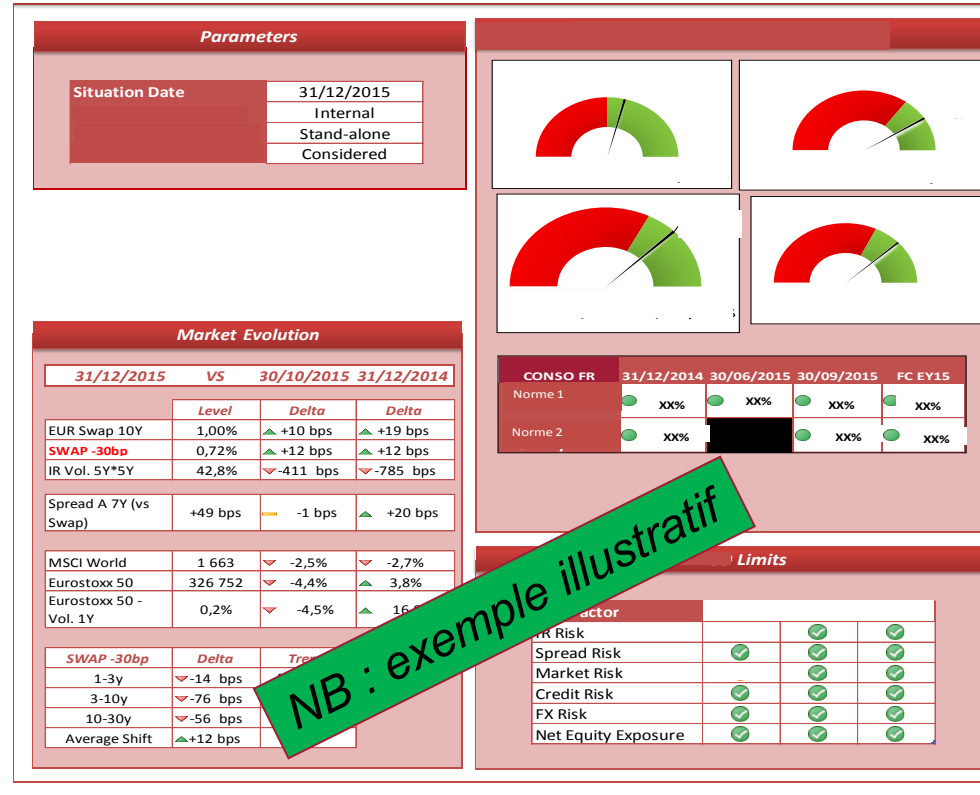 Parameters
Situation Date 31/12/2015
Internal
Stand-alone
Considered
Market Evolution
31/12/2015 VS 30/10/2015 31/12/2014
Level Delta Delta
EUR Swap 10Y 1,00% +10 bps +19 bps
SWAP -30bp 0,72% +12 bps +12 bps
IR Vol. 5Y*5Y 42,8% -411 bps -785 bps
Spread A 7Y (vs
Swap) +49 bps -1 bps +20 bps
MSCI World 1 663 -2,5% -2,7%
Eurostoxx 50 326 752 -4,4% 3,8%
Eurostoxx 50 -
Vol. 1Y 0,2% -4,5%
SWAP -30bp Delta
1-3y -14 bps
3-10y -76 bps
10-30y -56 bps
Average Shift +12 bps
CONSO FR 31/12/2014 30/06/2015 30/09/2015 FC EY15
Norme 1 XX% XX% XX% XX%
Norme 2 XX% XX% XX%
NB : exemple illustratif
Limits
IR Risk
Spread Risk
Market Risk
Credit Risk
FX Risk
Net Equity Exposure